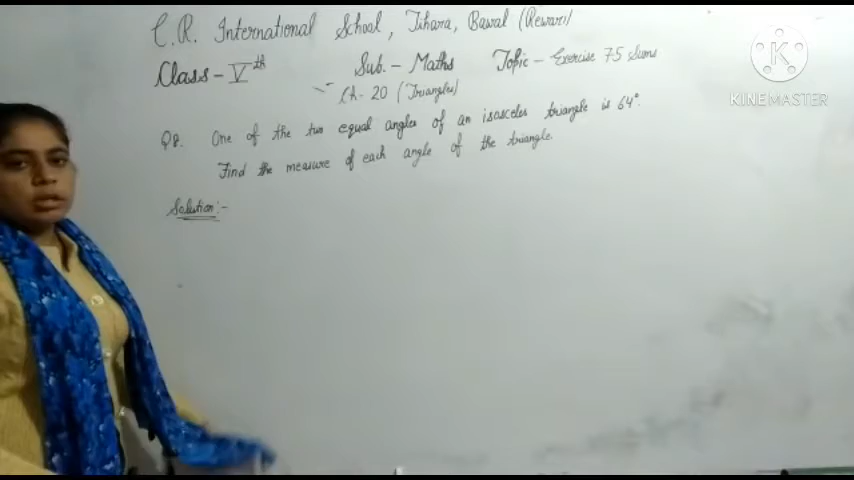 C.R. International School, Jihara, Bawal (Rewari)
Class - Vth
Sub. - Maths
Topic - Exercise 75 Sums
Ch- 20 (Triangles)
Q8. One of the two equal angles of an isosceles triangle is 64°.
Find the measure of each angle of the triangle.
Solution:-
K
KINEMASTER